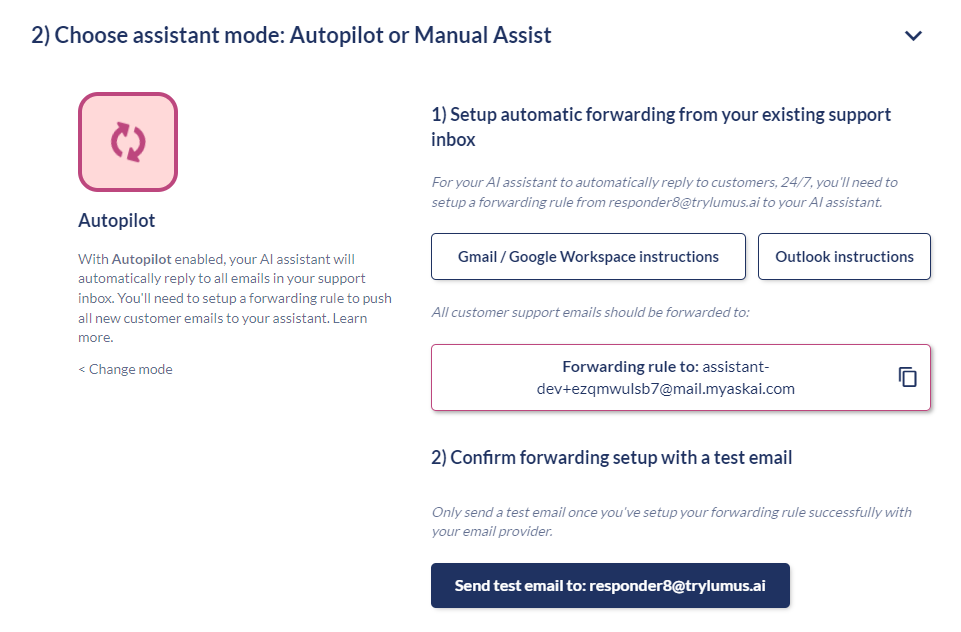 2) Choose assistant mode: Autopilot or Manual Assist
Autopilot
With Autopilot enabled, your AI assistant will
automatically reply to all emails in your support
inbox. You'll need to setup a forwarding rule to push
all new customer emails to your assistant. Learn
more.
< Change mode
1) Setup automatic forwarding from your existing support
inbox
For your AI assistant to automatically reply to customers, 24/7, you'll need to
setup a forwarding rule from responder8@trylumus.ai to your AI assistant.
Gmail / Google Workspace instructions
Outlook instructions
All customer support emails should be forwarded to:
Forwarding rule to: assistant-
dev+ezqmwulsb7@mail.myaskai.com
2) Confirm forwarding setup with a test email
Only send a test email once you've setup your forwarding rule successfully with
your email provider.
Send test email to: responder8@trylumus.ai